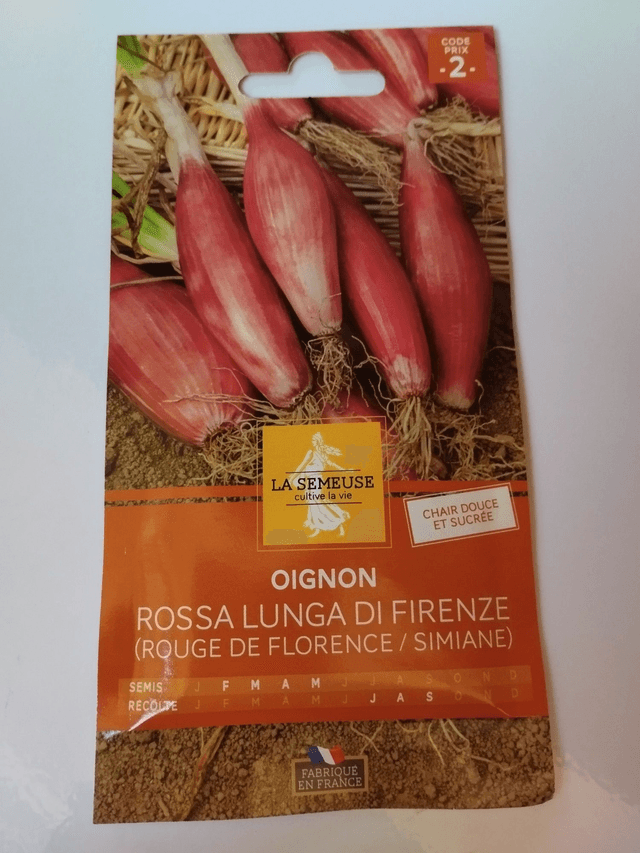 CODE
PRIX
-2-
LA SEMEUSE
cultive la vie
CHAIR DOUCE
ET SUCRÉE
OIGNON
ROSSA LUNGA DI FIRENZE
(ROUGE DE FLORENCE / SIMIANE)
SEMIS J F M A M J J A S O N D
RÉCOLTE J F M A M J J A S O N D
FABRIQUÉ
EN FRANCE